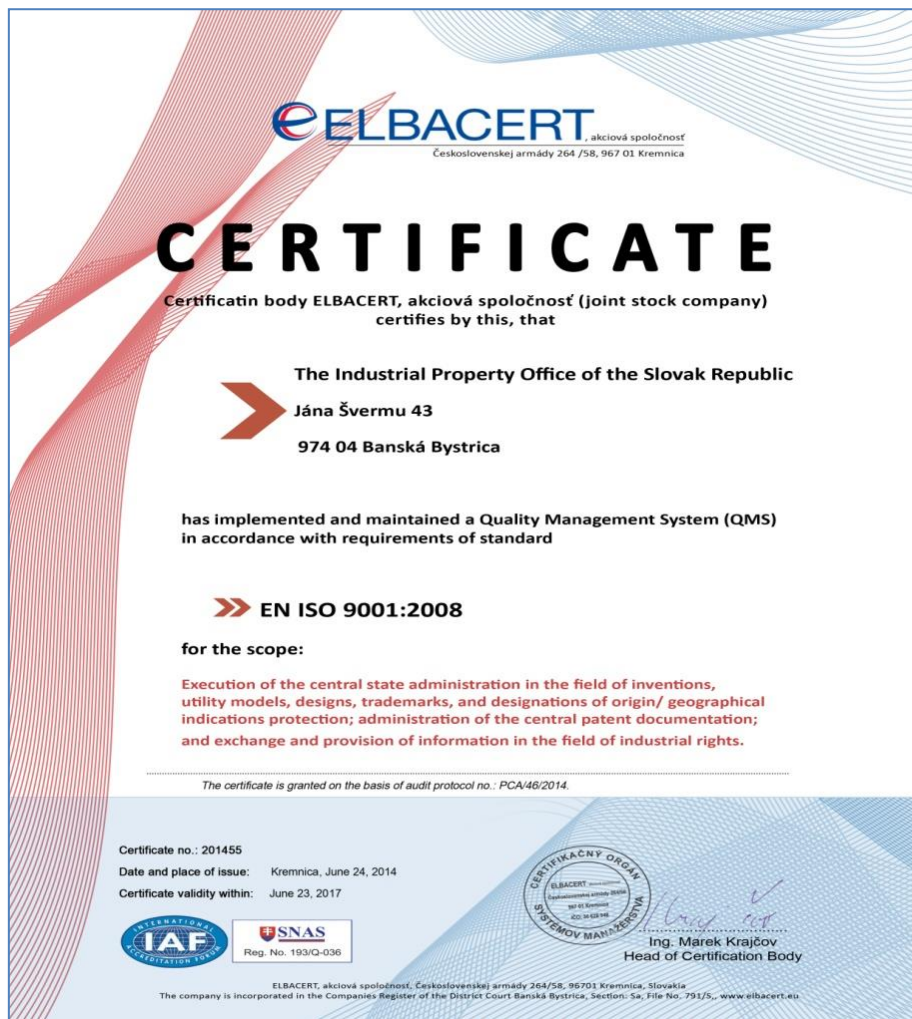 eELBACERT, akciová spoločnosť
Československej armády 264 /58, 967 01 Kremnica
CERTIFICATE
Certificatin body ELBACERT, akciová spoločnosť (joint stock company)
certifies by this, that
The Industrial Property Office of the Slovak Republic
Jána Švermu 43
974 04 Banská Bystrica
has implemented and maintained a Quality Management System (QMS)
in accordance with requirements of standard
EN ISO 9001:2008
for the scope:
Execution of the central state administration in the field of inventions,
utility models, designs, trademarks, and designations of origin/ geographical
indications protection; administration of the central patent documentation;
and exchange and provision of information in the field of industrial rights.
The certificate is granted on the basis of audit protocol no.: PCA/46/2014.
Certificate no.: 201455
Date and place of issue: Kremnica, June 24, 2014
Certificate validity within: June 23, 2017
INTERNATIONAL
IAF
ACCREDITATION FORUM
SNAS
Reg. No. 193/Q-036
CERTIFIKAČNÝ ORGÁN
ELBACERT
967 01 Kremnica
SYSTÉMOV MANAŽÉRSTVA
Ing. Marek Krajčov
Head of Certification Body
ELBACERT, akciová spoločnosť, Československej armády 264/58, 96701 Kremnica, Slovakia
The company is incorporated in the Companies Register of the District Court Banská Bystrica, Section: Sa, File No. 791/S,, www.elbacert.eu